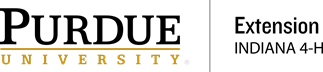 PURDUE
UNIVERSITY®
Extension
INDIANA 4-H